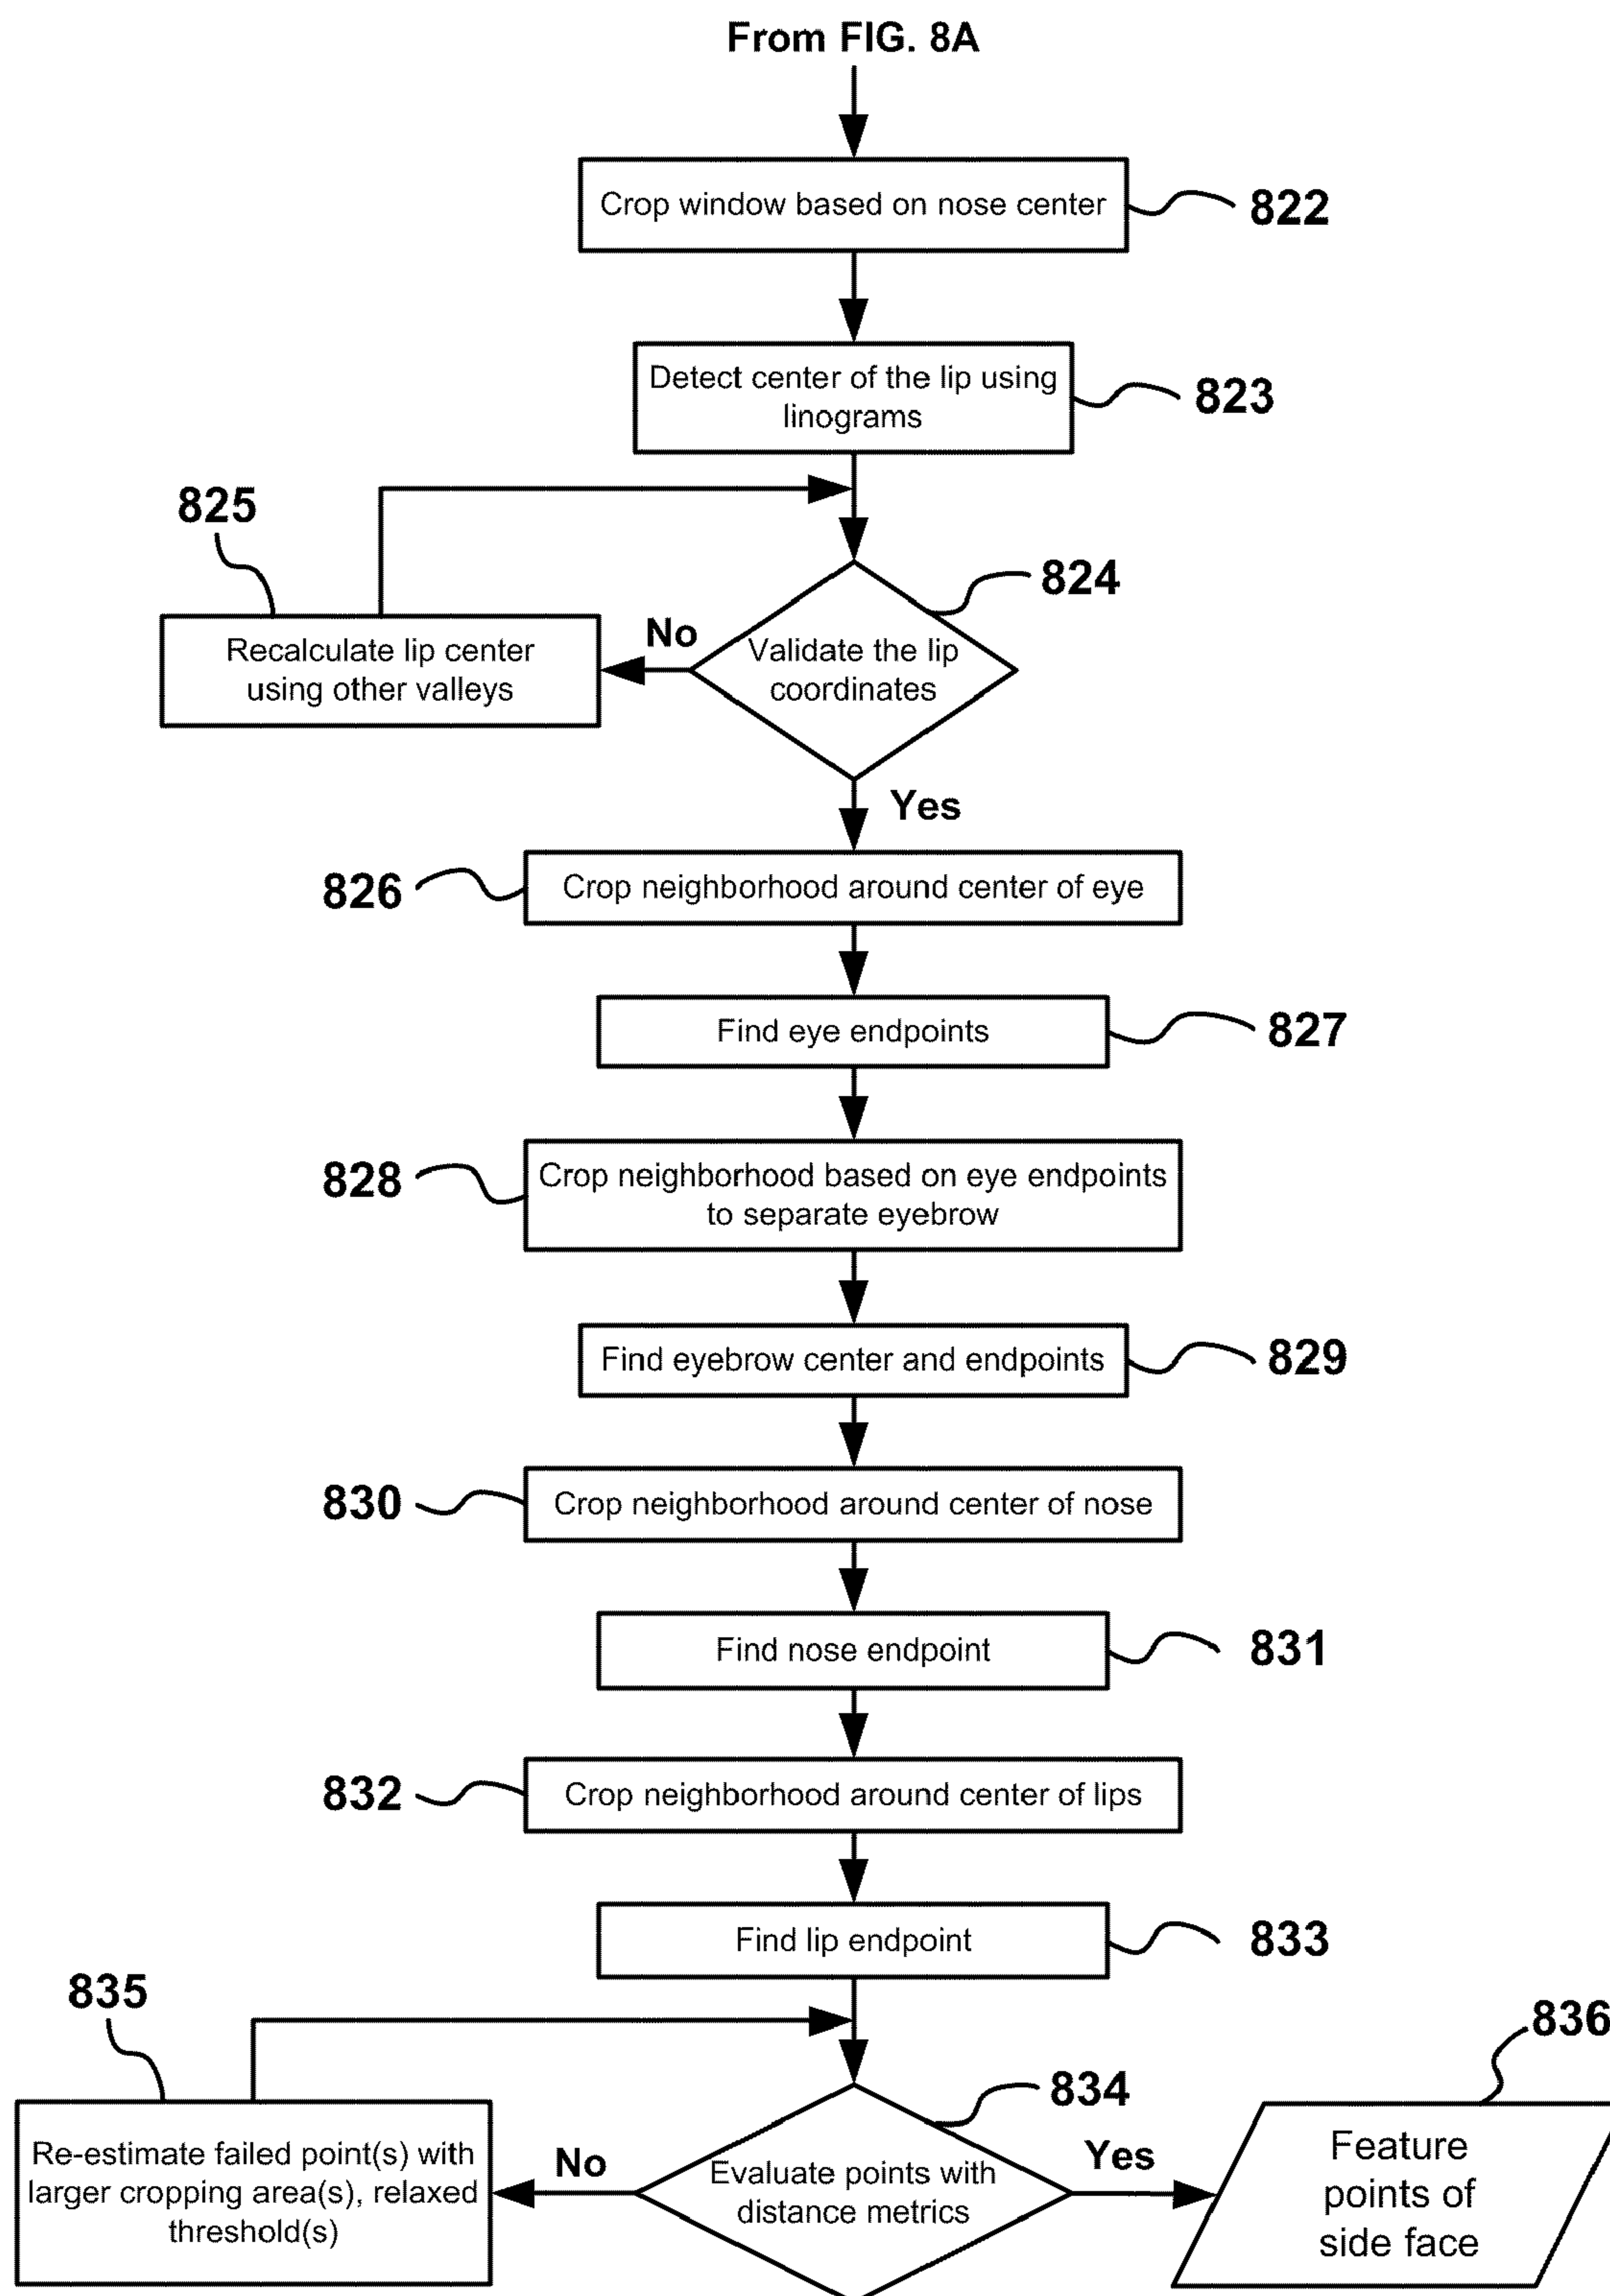 From FIG. 8A
Crop window based on nose center
822
Detect center of the lip using
linograms
823
825
824
Recalculate lip center
using other valleys
No
Validate the lip
coordinates
Yes
826
Crop neighborhood around center of eye
Find eye endpoints
827
828
Crop neighborhood based on eye endpoints
to separate eyebrow
Find eyebrow center and endpoints
829
830
Crop neighborhood around center of nose
Find nose endpoint
831
832
Crop neighborhood around center of lips
Find lip endpoint
833
835
836
834
Re-estimate failed point(s) with
larger cropping area(s), relaxed
threshold(s)
No
Evaluate points with
distance metrics
Yes
Feature
points of
side face